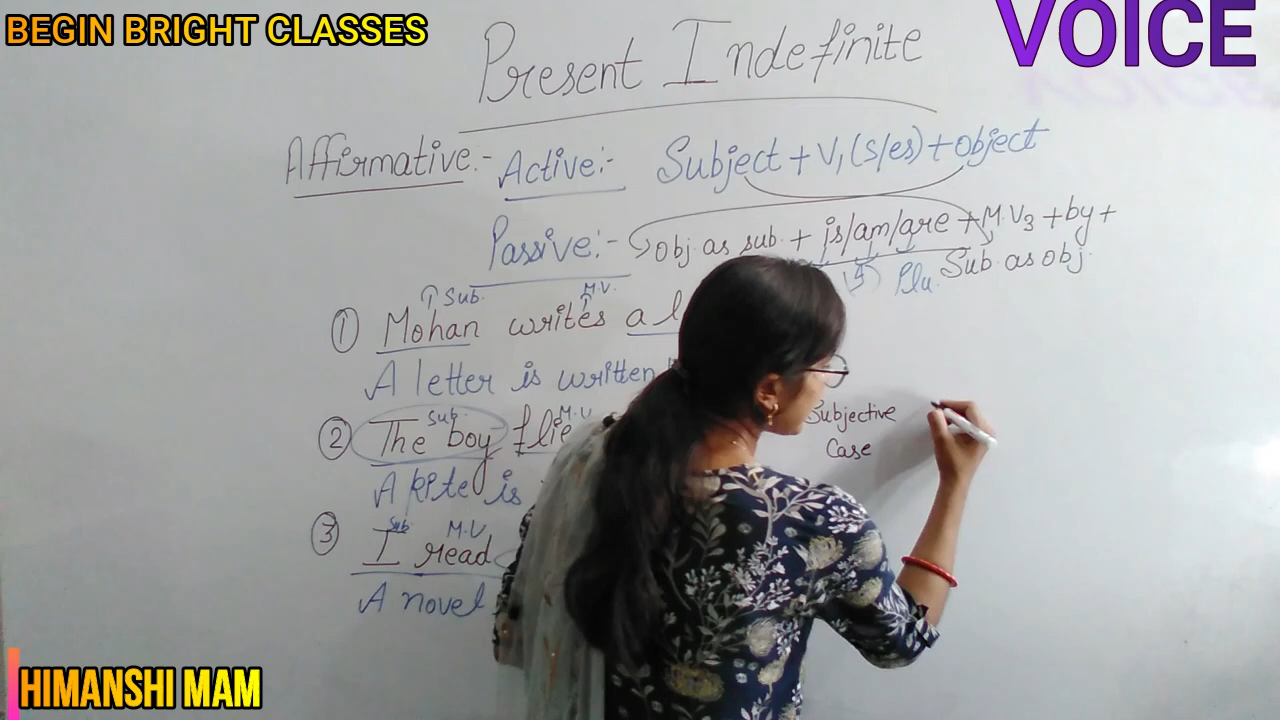 BEGIN BRIGHT CLASSES
VOICE
Present Indefinite
Affirmative:- Active:- Subject + V1 (s/es) + object
Passive:- Obj. as sub. + is/am/are + M.V3 + by +
Plu. Sub. as obj.
Sub. M.V.
① Mohan writes a l
A letter is written
Sub. M.V
② The boy flie
Subjective
Case
A kite is
Sub. M.V
③ I read
A novel
HIMANSHI MAM